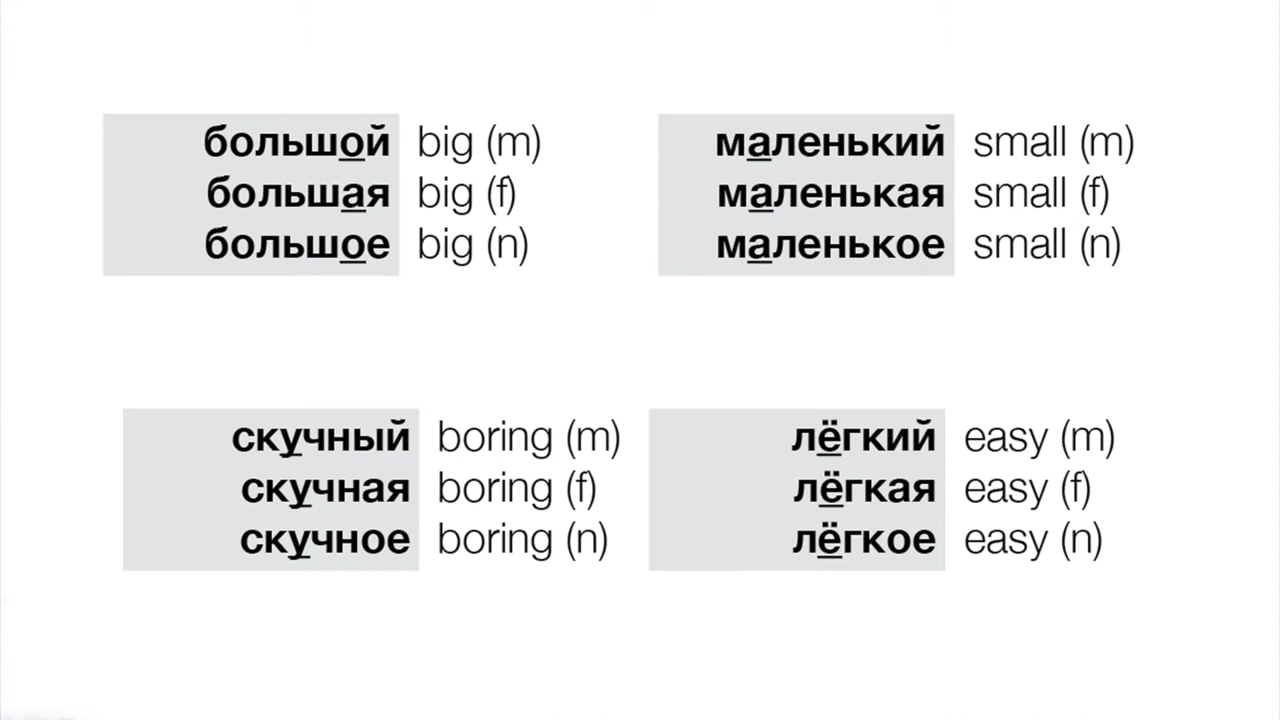 большой big (m)
большая big (f)
большое big (n)
маленький small (m)
маленькая small (f)
маленькое small (n)
скучный boring (m)
скучная boring (f)
скучное boring (n)
лёгкий easy (m)
лёгкая easy (f)
лёгкое easy (n)